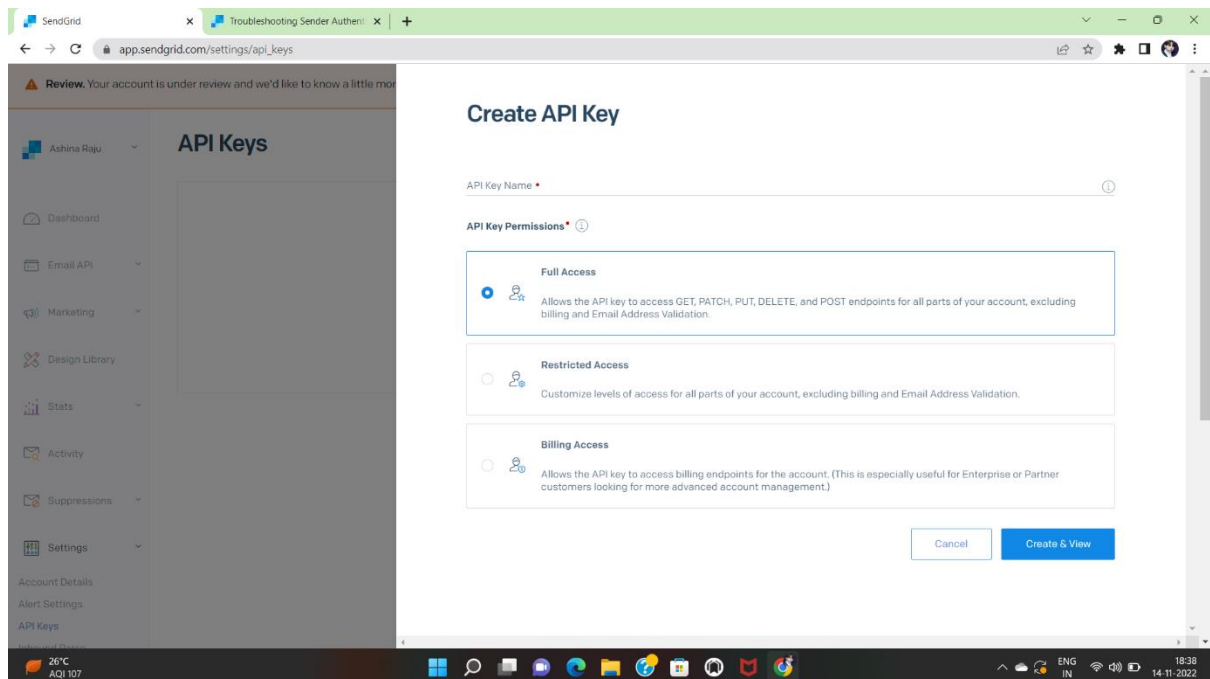 SendGrid
Troubleshooting Sender Authent
app.sendgrid.com/settings/api_keys
Review. Your account is under review and we'd like to know a little mor
Ashina Raju
API Keys
Dashboard
Email API
Marketing
Design Library
Stats
Activity
Suppressions
Settings
Account Details
Alert Settings
API Keys
Create API Key
API Key Name •
API Key Permissions•
Full Access
Allows the API key to access GET, PATCH, PUT, DELETE, and POST endpoints for all parts of your account, excluding
billing and Email Address Validation.
Restricted Access
Customize levels of access for all parts of your account, excluding billing and Email Address Validation.
Billing Access
Allows the API key to access billing endpoints for the account. (This is especially useful for Enterprise or Partner
customers looking for more advanced account management.)
Cancel
Create & View
26°C
AQI 107
ENG
IN
18:38
14-11-2022